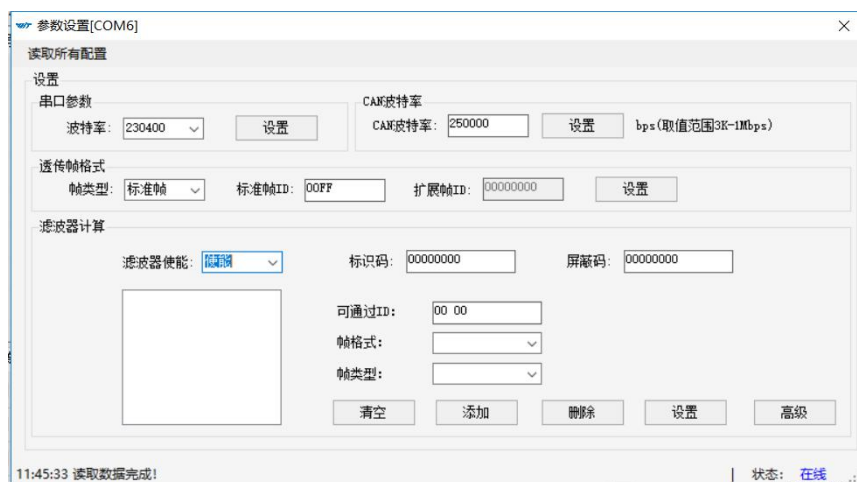 参数设置[COM6]
读取所有配置
设置
串口参数
波特率: 230400 设置
CAN波特率
CAN波特率: 250000 设置 bps(取值范围3K-1Mbps)
透传帧格式
帧类型: 标准帧 标准帧ID: 00FF 扩展帧ID: 00000000 设置
滤波器计算
滤波器使能: 使能 标识码: 00000000 屏蔽码: 00000000
可通过ID: 00 00
帧格式:
帧类型:
清空 添加 删除 设置 高级
11:45:33 读取数据完成! | 状态: 在线